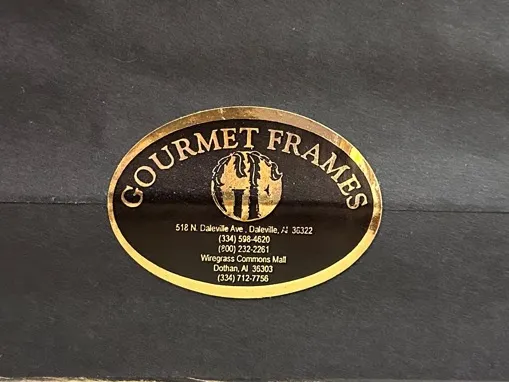 GOURMET FRAMES
518 N. Daleville Ave., Daleville, Al 36322
(334) 598-4620
(800) 232-2261
Wiregrass Commons Mall
Dothan, Al 36303
(334) 712-7756